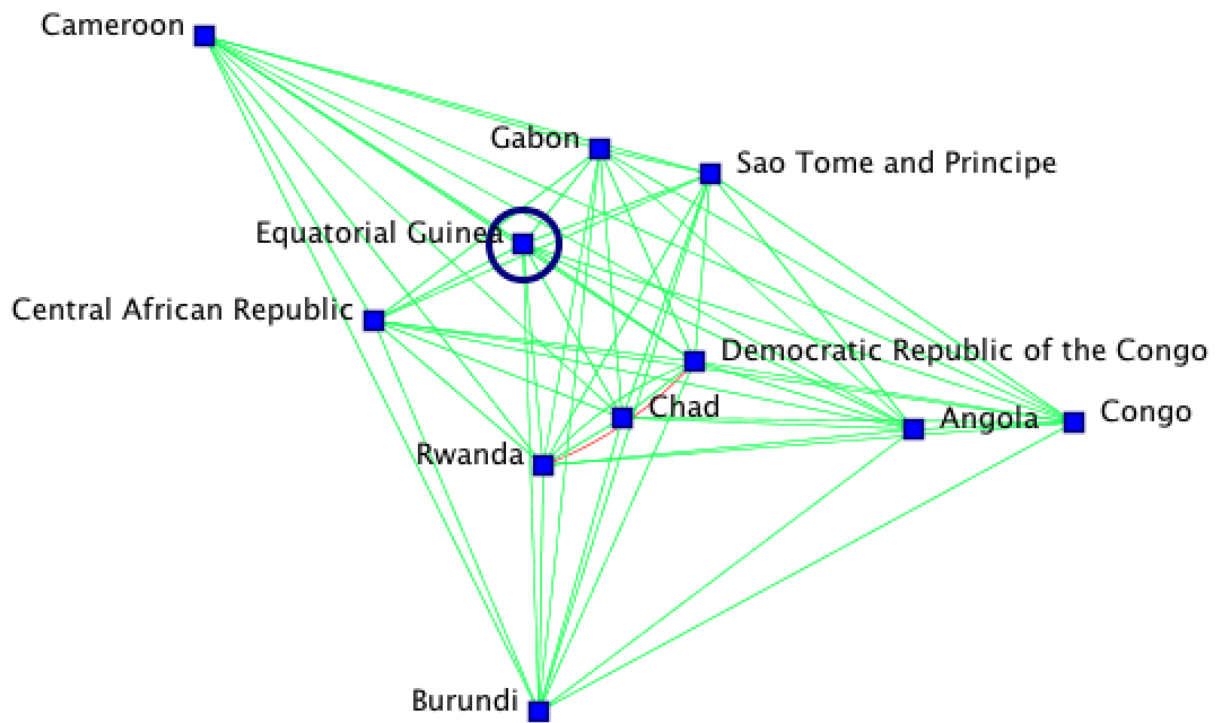 Cameroon
Gabon
Sao Tome and Principe
Equatorial Guinea
Central African Republic
Democratic Republic of the Congo
Chad
Angola
Congo
Rwanda
Burundi